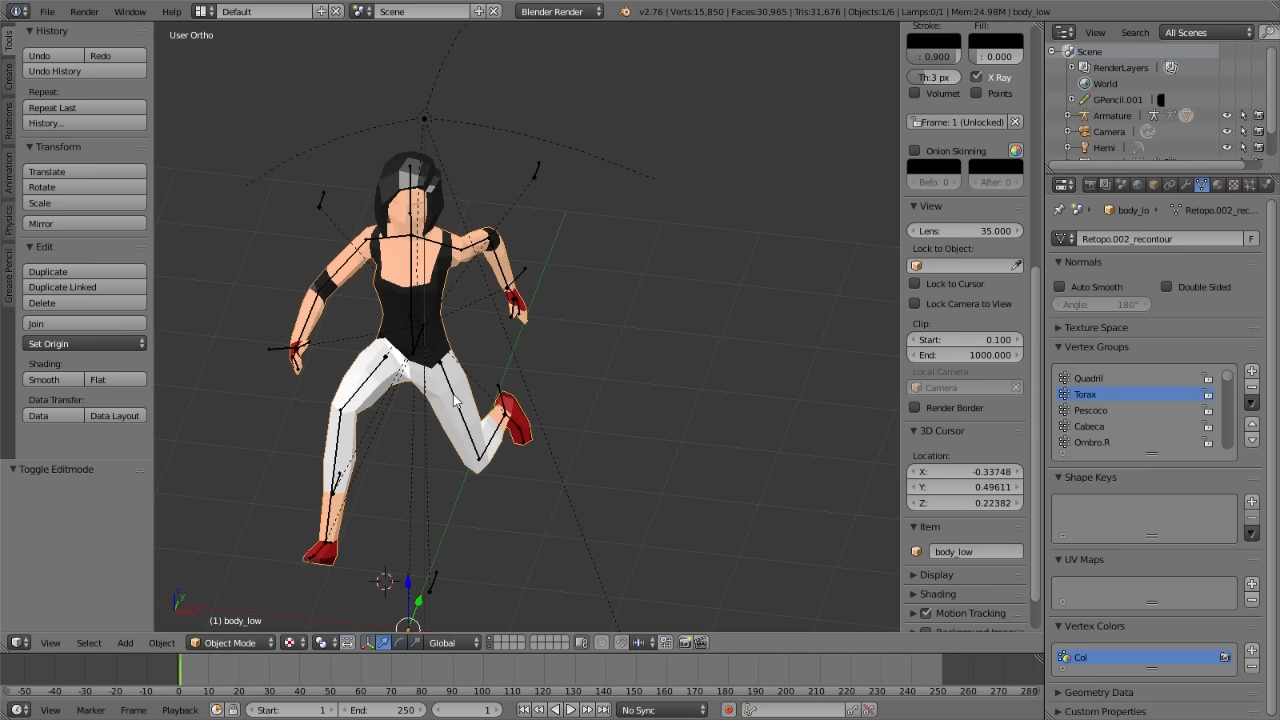 File Render Window Help Default Scene Blender Render v2.76 | Verts:15,850 | Faces:30,965 | Tris:31,676 | Objects:1/6 | Lamps:0/1 | Mem:24.98M | body_low
Tools
Create
Relations
Animation
Physics
Grease Pencil
History
Undo Redo
Undo History
Repeat:
Repeat Last
History...
Transform
Translate
Rotate
Scale
Mirror
Edit
Duplicate
Duplicate Linked
Delete
Join
Set Origin
Shading:
Smooth Flat
Data Transfer:
Data Data Layout
Toggle Editmode
User Ortho
(1) body_low
Stroke: Fill:
: 0.900 : 0.000
Th:3 px X Ray
Volumet Points
Frame: 1 (Unlocked)
Onion Skinning
Befo: 0 After: 0
View
Lens: 35.000
Lock to Object:
Lock to Cursor
Lock Camera to View
Clip:
Start: 0.100
End: 1000.000
Local Camera
Camera
Render Border
3D Cursor
Location:
X: -0.33748
Y: 0.49611
Z: 0.22382
Item
body_low
Display
Shading
Motion Tracking
View Search All Scenes
Scene
RenderLayers
World
GPencil.001
Armature
Camera
Hemi
body_lo Retopo.002_rec...
Retopo.002_recontour F
Normals
Auto Smooth Double Sided
Angle: 180°
Texture Space
Vertex Groups
Quadril
Torax
Pescoco
Cabeca
Ombro.R
Shape Keys
UV Maps
Vertex Colors
Col
Geometry Data
Custom Properties
View Select Add Object Object Mode Global
-50 -40 -30 -20 -10 0 10 20 30 40 50 60 70 80 90 100 110 120 130 140 150 160 170 180 190 200 210 220 230 240 250 260 270 280
View Marker Frame Playback Start: 1 End: 250 1 No Sync